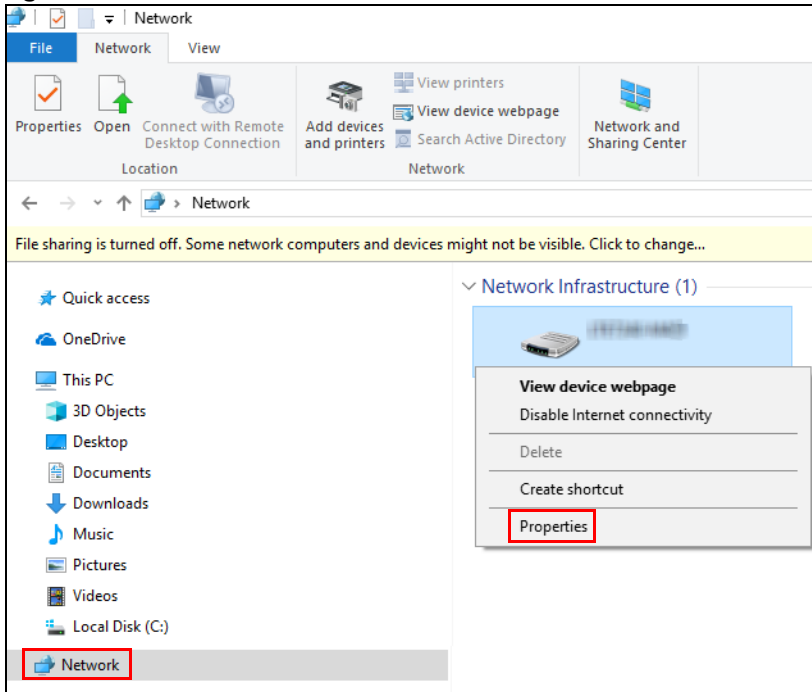 Network
File Network View
Properties Open Connect with Remote Desktop Connection
Location
Add devices and printers
View printers
View device webpage
Search Active Directory
Network and Sharing Center
Network
Network
File sharing is turned off. Some network computers and devices might not be visible. Click to change...
Quick access
OneDrive
This PC
3D Objects
Desktop
Documents
Downloads
Music
Pictures
Videos
Local Disk (C:)
Network
Network Infrastructure (1)
View device webpage
Disable Internet connectivity
Delete
Create shortcut
Properties